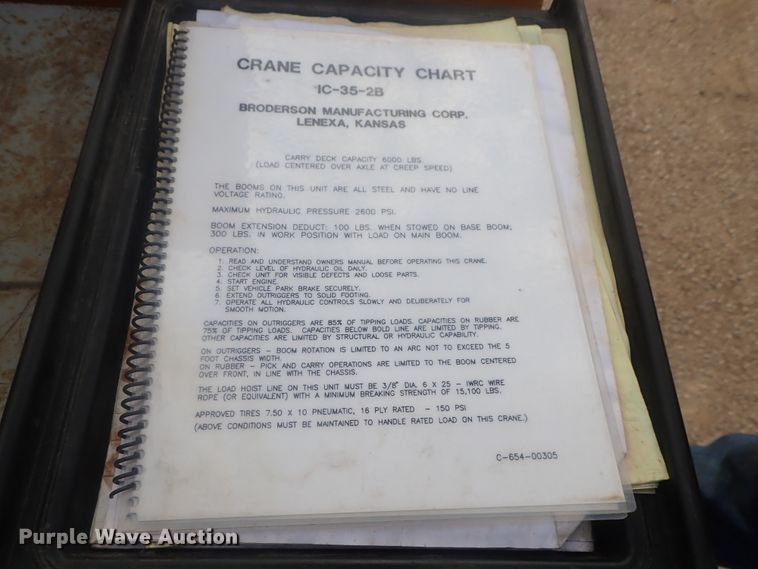 CRANE CAPACITY CHART
IC-35-2B
BRODERSON MANUFACTURING CORP.
LENEXA, KANSAS
CARRY DECK CAPACITY 6000 LBS.
(LOAD CENTERED OVER AXLE AT CREEP SPEED)
THE BOOMS ON THIS UNIT ARE ALL STEEL AND HAVE NO LINE
VOLTAGE RATING.
MAXIMUM HYDRAULIC PRESSURE 2600 PSI.
BOOM EXTENSION DEDUCT: 100 LBS. WHEN STOWED ON BASE BOOM;
300 LBS. IN WORK POSITION WITH LOAD ON MAIN BOOM.
OPERATION:
1. READ AND UNDERSTAND OWNERS MANUAL BEFORE OPERATING THIS CRANE.
2. CHECK LEVEL OF HYDRAULIC OIL DAILY.
3. CHECK UNIT FOR VISIBLE DEFECTS AND LOOSE PARTS.
4. START ENGINE.
5. SET VEHICLE PARK BRAKE SECURELY.
6. EXTEND OUTRIGGERS TO SOLID FOOTING.
7. OPERATE ALL HYDRAULIC CONTROLS SLOWLY AND DELIBERATELY FOR
SMOOTH MOTION.
CAPACITIES ON OUTRIGGERS ARE 85% OF TIPPING LOADS. CAPACITIES ON RUBBER ARE
75% OF TIPPING LOADS. CAPACITIES BELOW BOLD LINE ARE LIMITED BY TIPPING.
OTHER CAPACITIES ARE LIMITED BY STRUCTURAL OR HYDRAULIC CAPABILITY.
ON OUTRIGGERS - BOOM ROTATION IS LIMITED TO AN ARC NOT TO EXCEED THE 5
FOOT CHASSIS WIDTH.
ON RUBBER - PICK AND CARRY OPERATIONS ARE LIMITED TO THE BOOM CENTERED
OVER FRONT, IN LINE WITH THE CHASSIS.
THE LOAD HOIST LINE ON THIS UNIT MUST BE 3/8" DIA. 6 X 25 - IWRC WIRE
ROPE (OR EQUIVALENT) WITH A MINIMUM BREAKING STRENGTH OF 15,100 LBS.
APPROVED TIRES 7.50 X 10 PNEUMATIC, 16 PLY RATED - 150 PSI
(ABOVE CONDITIONS MUST BE MAINTAINED TO HANDLE RATED LOAD ON THIS CRANE.)
C-654-00305
Purple Wave Auction